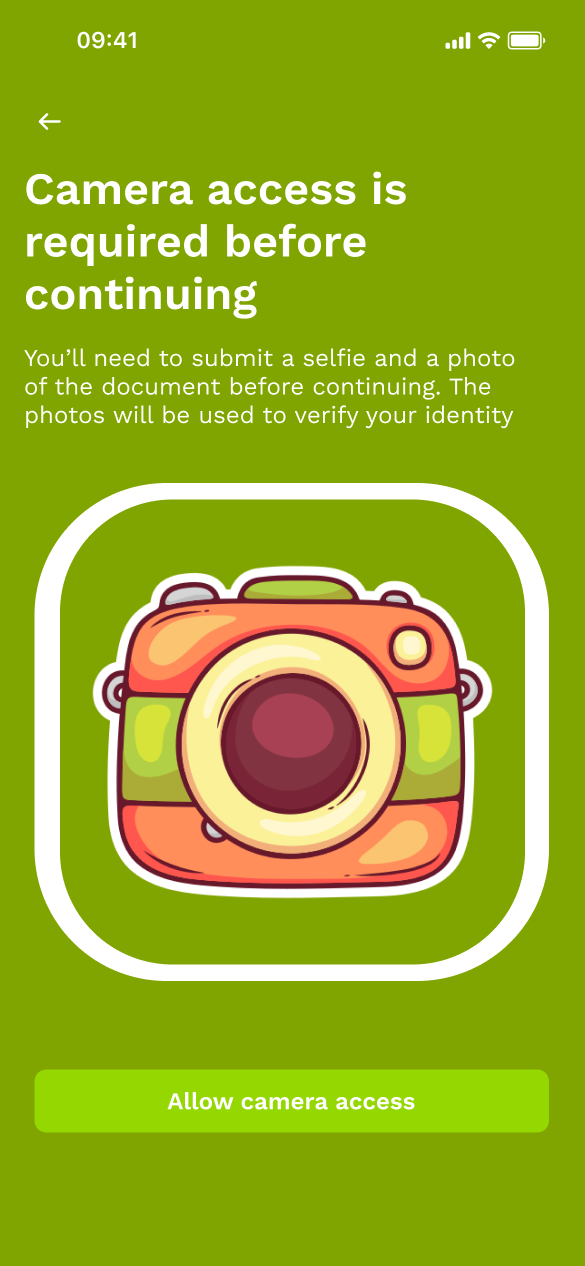 09:41
Camera access is
required before
continuing
You’ll need to submit a selfie and a photo
of the document before continuing. The
photos will be used to verify your identity
Allow camera access